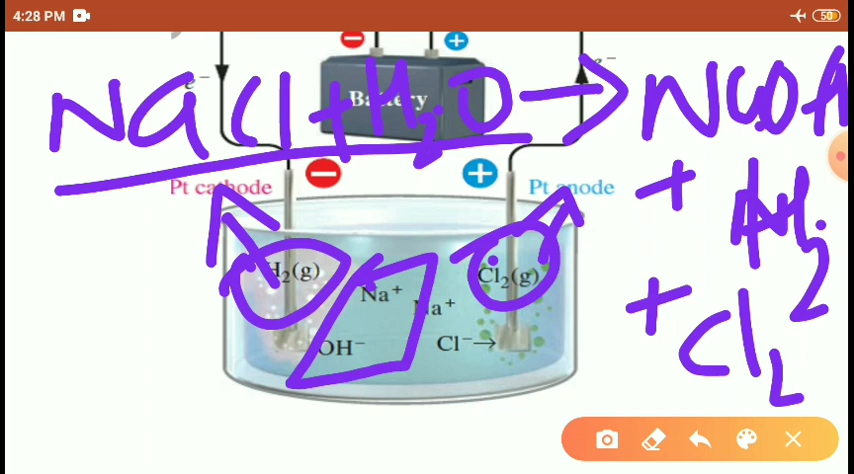 4:28 PM 50
− +
e⁻ e⁻
Battery
NaCl + H₂O → NaOH
+ H₂
+ Cl₂
− +
Pt cathode Pt anode
H₂(g) Cl₂(g)
Na⁺ Na⁺
OH⁻ Cl⁻→